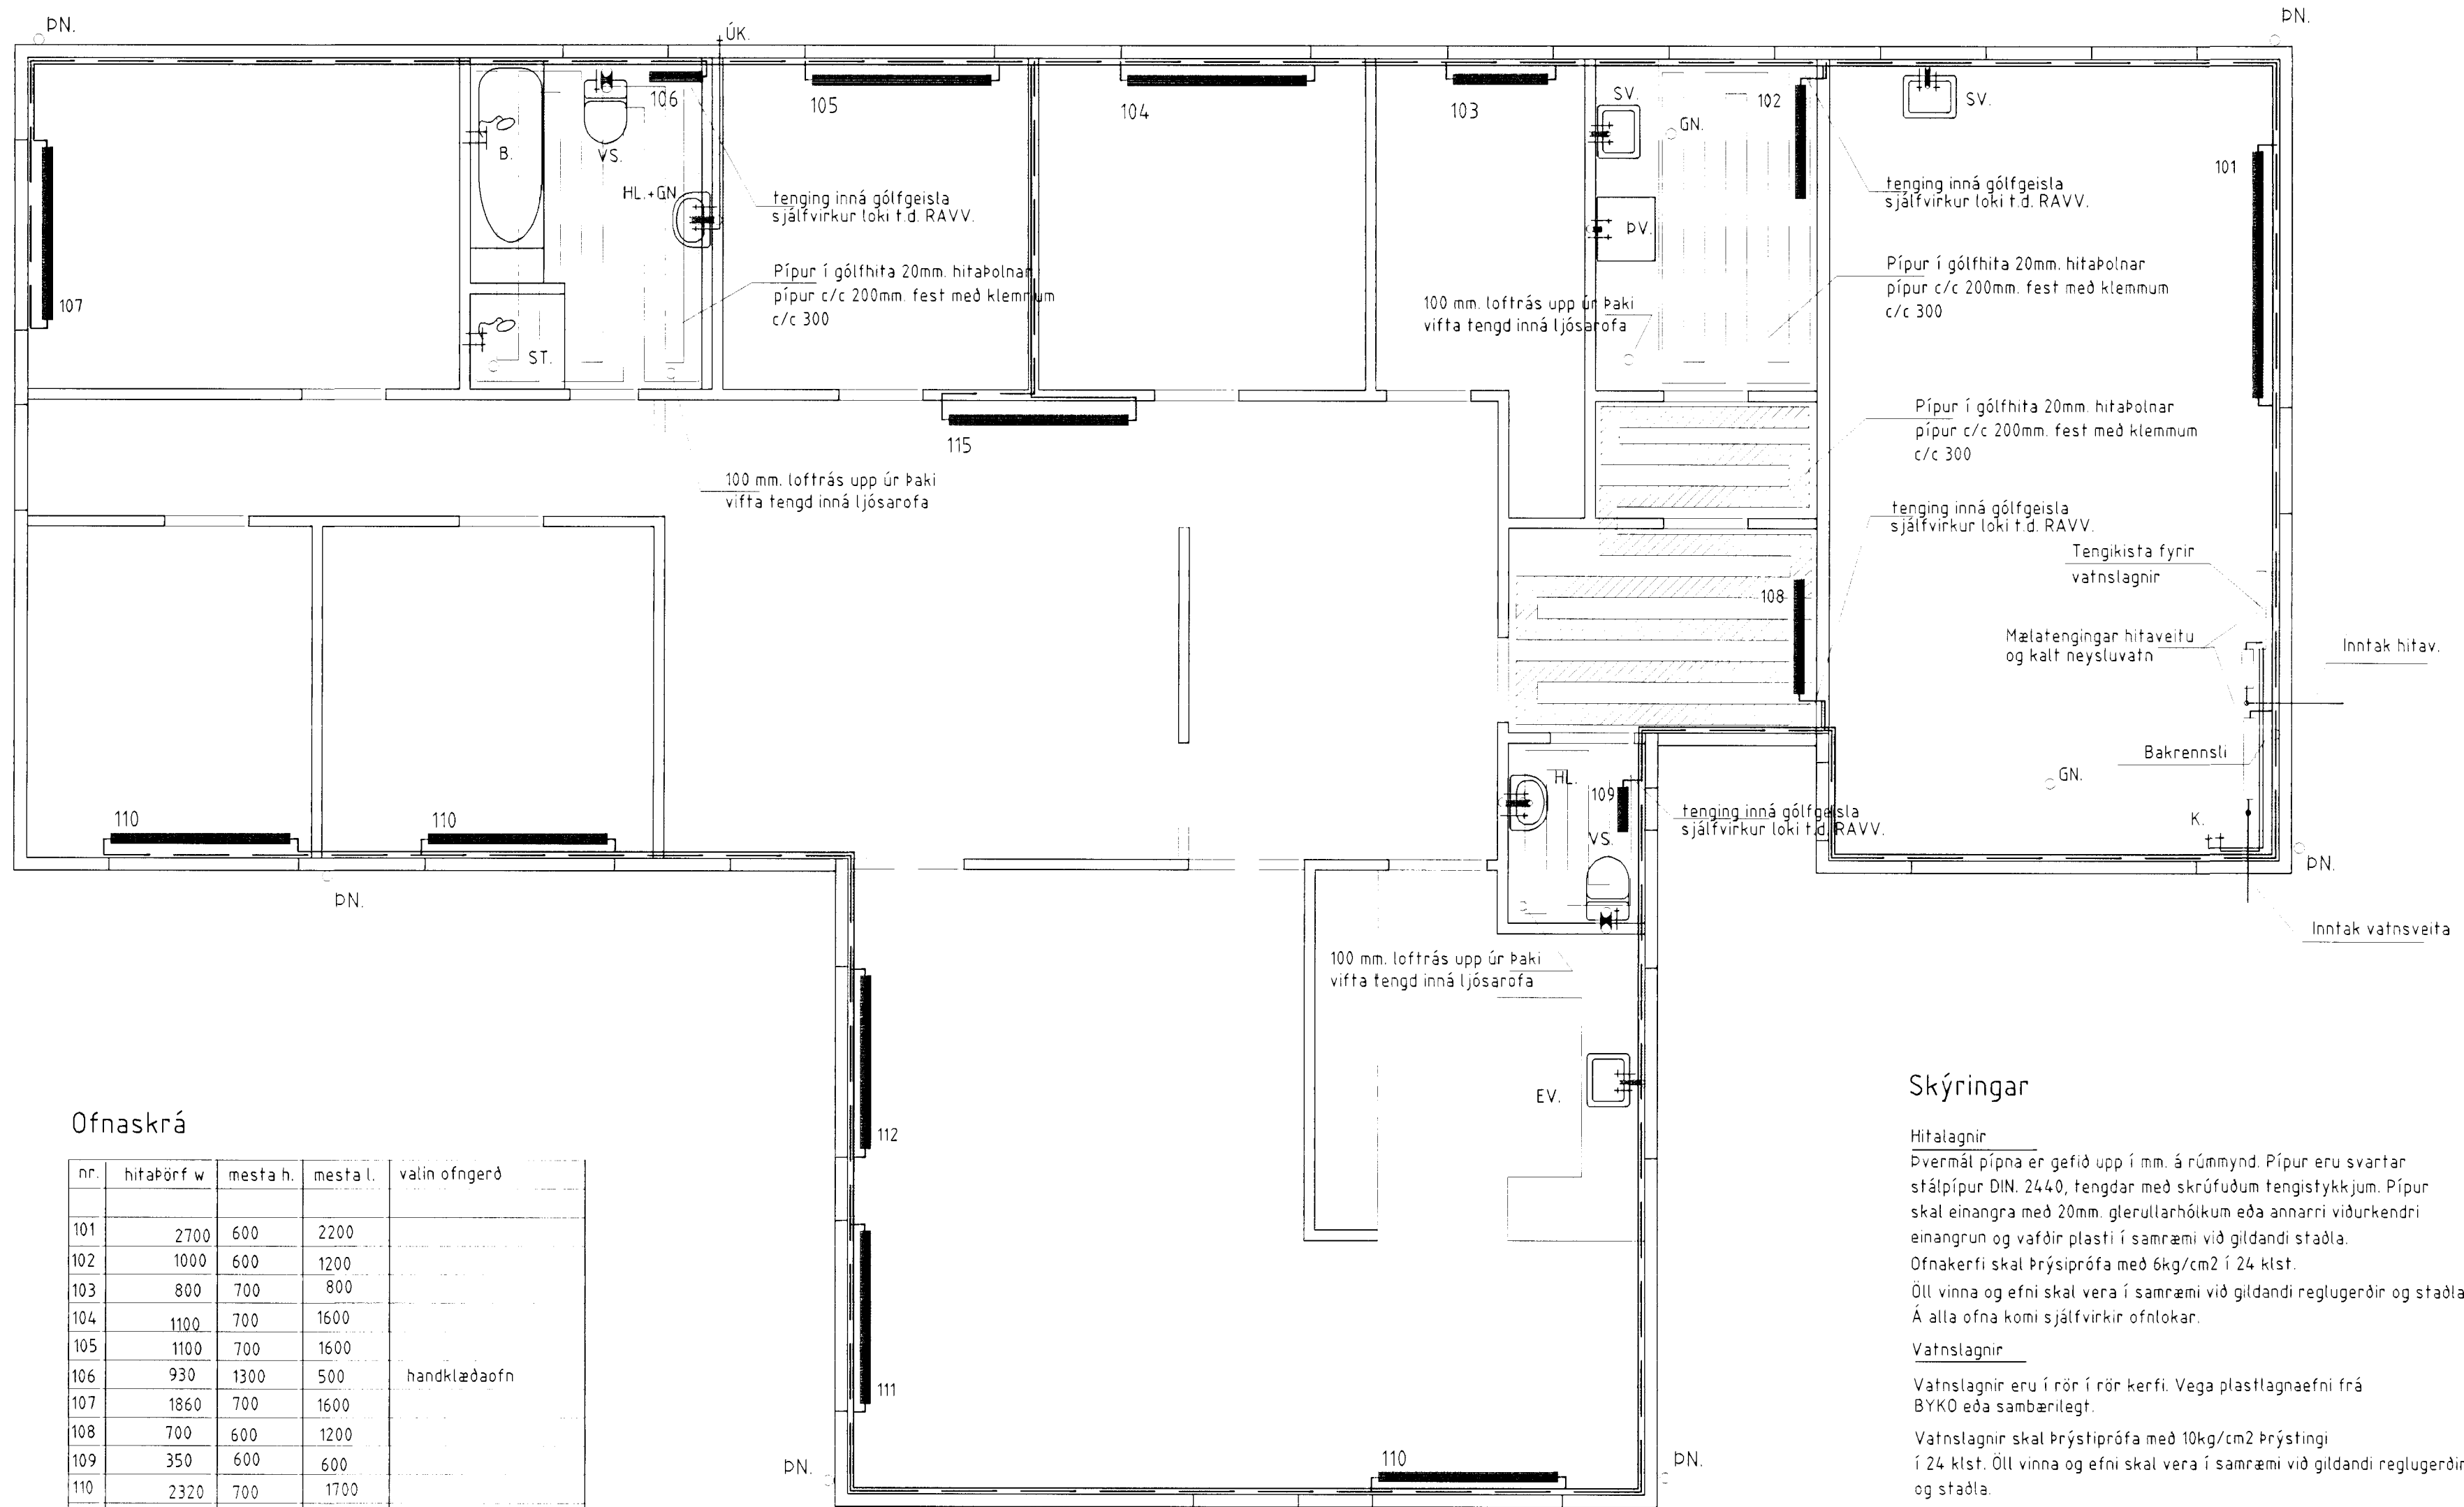 ÞN.
ÚK.
ÞN.
106
105
104
103
SV.
102
GN.
SV.
101
B.
VS.
HL.+GN
tenging inná gólfgeisla
sjálfvirkur loki t.d. RAVV.
tenging inná gólfgeisla
sjálfvirkur loki t.d. RAVV.
ÞV.
107
Pípur í gólfhita 20mm. hitaþolnar
pípur c/c 200mm. fest með klemmum
c/c 300
Pípur í gólfhita 20mm. hitaþolnar
pípur c/c 200mm. fest með klemmum
c/c 300
100 mm. loftrás upp úr þaki
vifta tengd inná ljósarofa
ST.
Pípur í gólfhita 20mm. hitaþolnar
pípur c/c 200mm. fest með klemmum
c/c 300
115
100 mm. loftrás upp úr þaki
vifta tengd inná ljósarofa
tenging inná gólfgeisla
sjálfvirkur loki t.d. RAVV.
Tengikista fyrir
vatnslagnir
108
Mælatengingar hitaveitu
og kalt neysluvatn
Inntak hitav.
Bakrennsli
GN.
HL.
109
tenging inná gólfgeisla
sjálfvirkur loki t.d. RAVV.
VS.
K.
110
110
ÞN.
ÞN.
Inntak vatnsveita
100 mm. loftrás upp úr þaki
vifta tengd inná ljósarofa
EV.
112
111
110
ÞN.
ÞN.
Ofnaskrá
nr. hitaþörf w mesta h. mesta l. valin ofngerð
101 2700 600 2200
102 1000 600 1200
103 800 700 800
104 1100 700 1600
105 1100 700 1600
106 930 1300 500 handklæðaofn
107 1860 700 1600
108 700 600 1200
109 350 600 600
110 2320 700 1700
Skýringar
Hitalagnir
Þvermál pípna er gefið upp í mm. á rúmmynd. Pípur eru svartar
stálpípur DIN. 2440, tengdar með skrúfuðum tengistykkjum. Pípur
skal einangra með 20mm. glerullarhólkum eða annarri viðurkendri
einangrun og vafðir plasti í samræmi við gildandi staðla.
Ofnakerfi skal þrýsiprófa með 6kg/cm2 í 24 klst.
Öll vinna og efni skal vera í samræmi við gildandi reglugerðir og staðla
Á alla ofna komi sjálfvirkir ofnlokar.
Vatnslagnir
Vatnslagnir eru í rör í rör kerfi. Vega plastlagnaefni frá
BYKO eða sambærilegt.
Vatnslagnir skal þrýstiprófa með 10kg/cm2 þrýstingi
í 24 klst. Öll vinna og efni skal vera í samræmi við gildandi reglugerðir
og staðla.